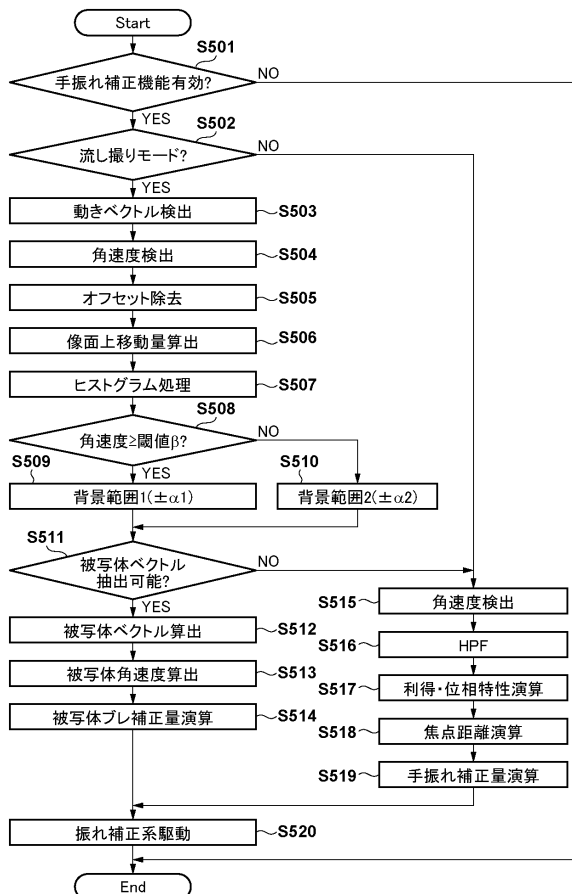 Start
S501
手振れ補正機能有効?
NO
YES
S502
流し撮りモード?
NO
YES
動きベクトル検出
S503
角速度検出
S504
オフセット除去
S505
像面上移動量算出
S506
ヒストグラム処理
S507
S508
角速度≥閾値β?
NO
YES
S509
背景範囲1(±α1)
S510
背景範囲2(±α2)
S511
被写体ベクトル
抽出可能?
NO
YES
被写体ベクトル算出
S512
被写体角速度算出
S513
被写体ブレ補正量演算
S514
S515
角速度検出
S516
HPF
S517
利得・位相特性演算
S518
焦点距離演算
S519
手振れ補正量演算
振れ補正系駆動
S520
End